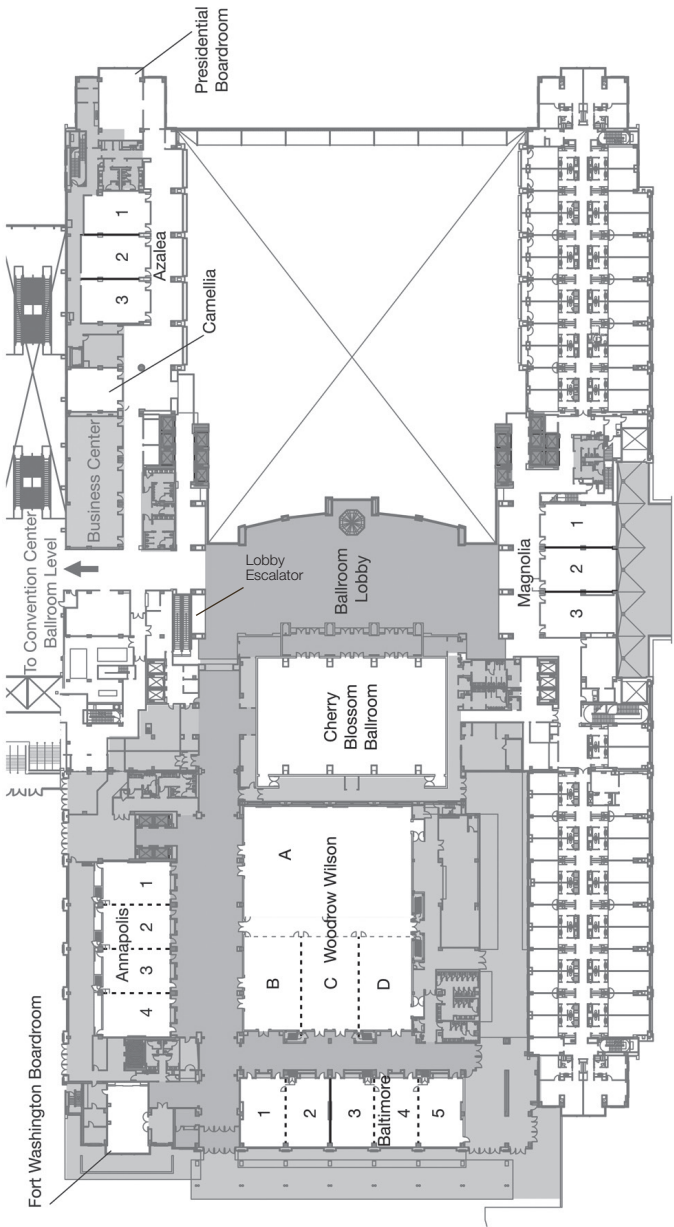 Presidential
Boardroom
1
2
3
Azalea
Camellia
Business Center
To Convention Center
Ballroom Level
Lobby
Escalator
Ballroom
Lobby
Magnolia
1
2
3
Cherry
Blossom
Ballroom
Annapolis
1
2
3
4
A
Woodrow Wilson
B
C
D
Fort Washington Boardroom
1
2
3
4
5
Baltimore